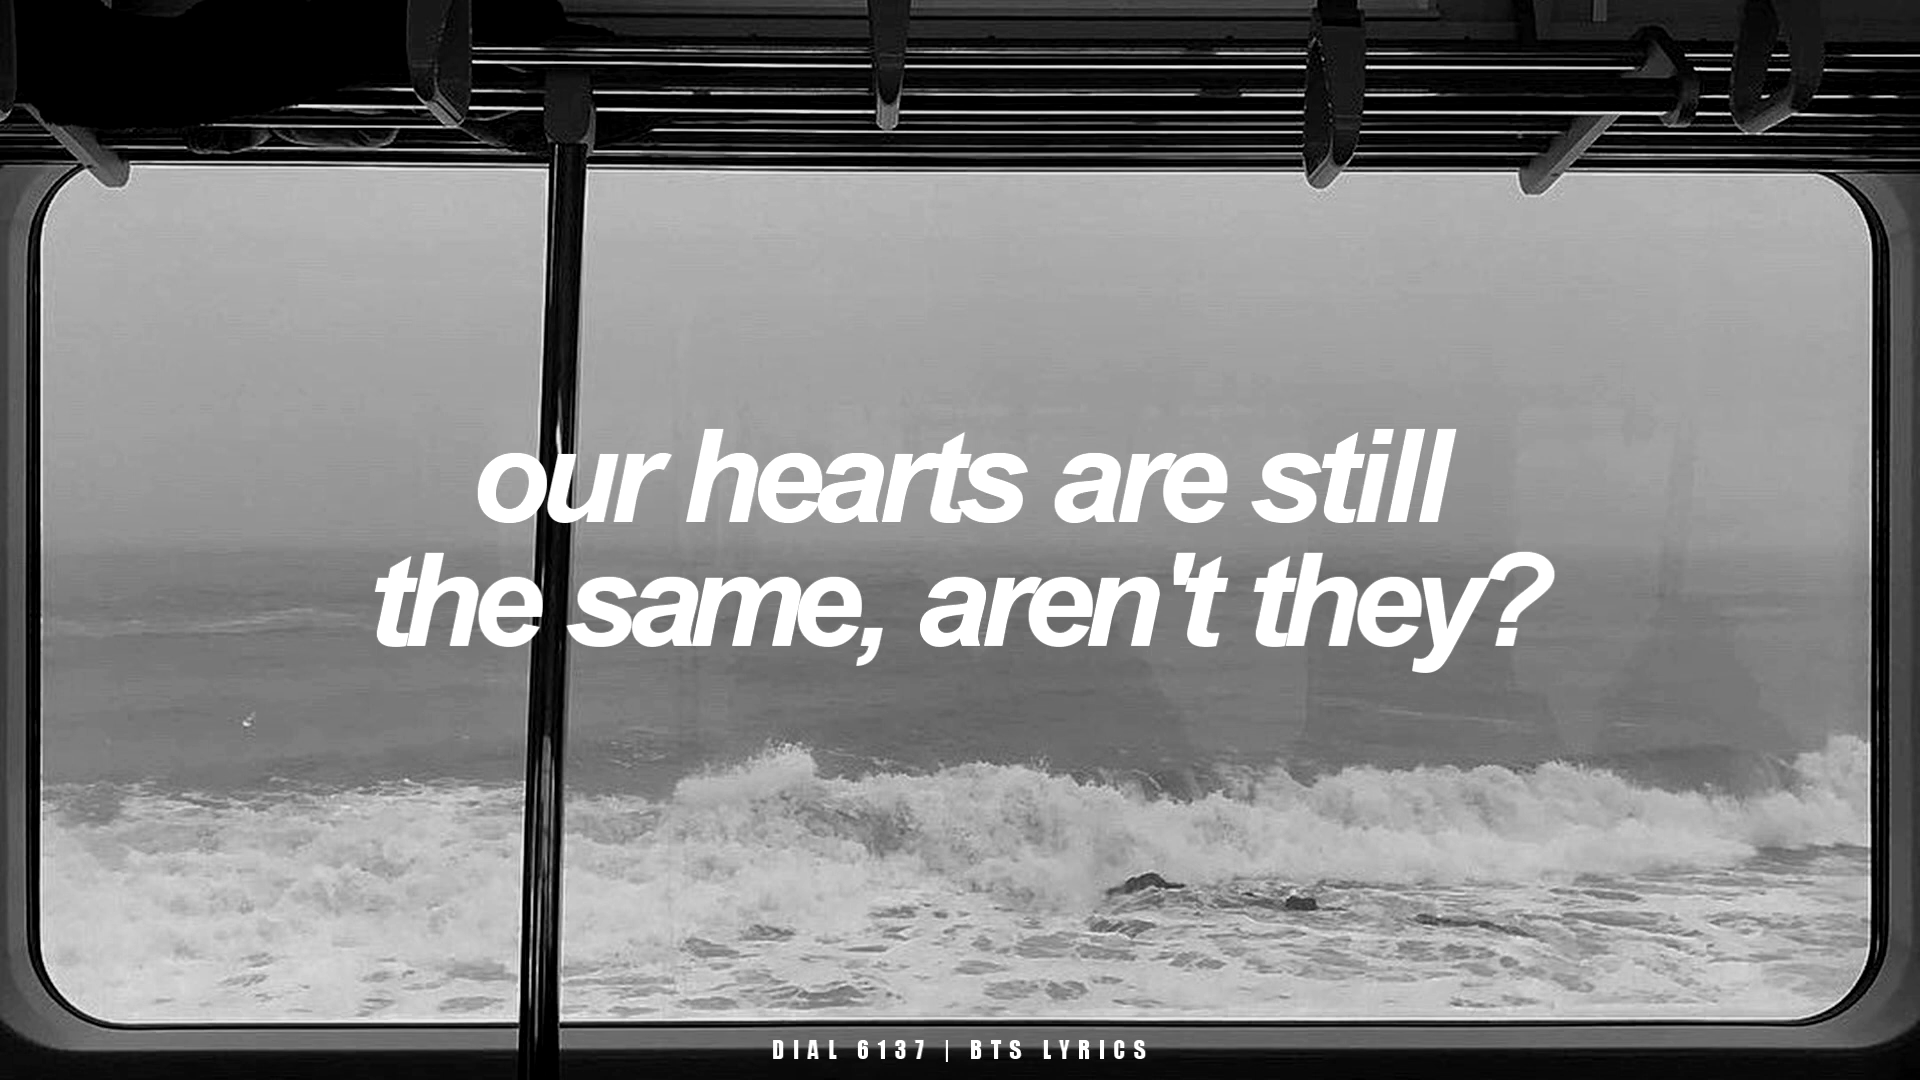 our hearts are still
the same, aren't they?
DIAL 6137 | BTS LYRICS